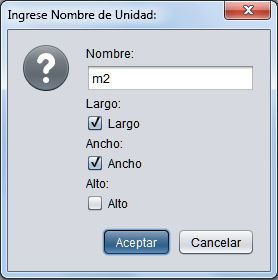 Ingrese Nombre de Unidad:
Nombre:
m2
Largo:
Largo
Ancho:
Ancho
Alto:
Alto
Aceptar Cancelar